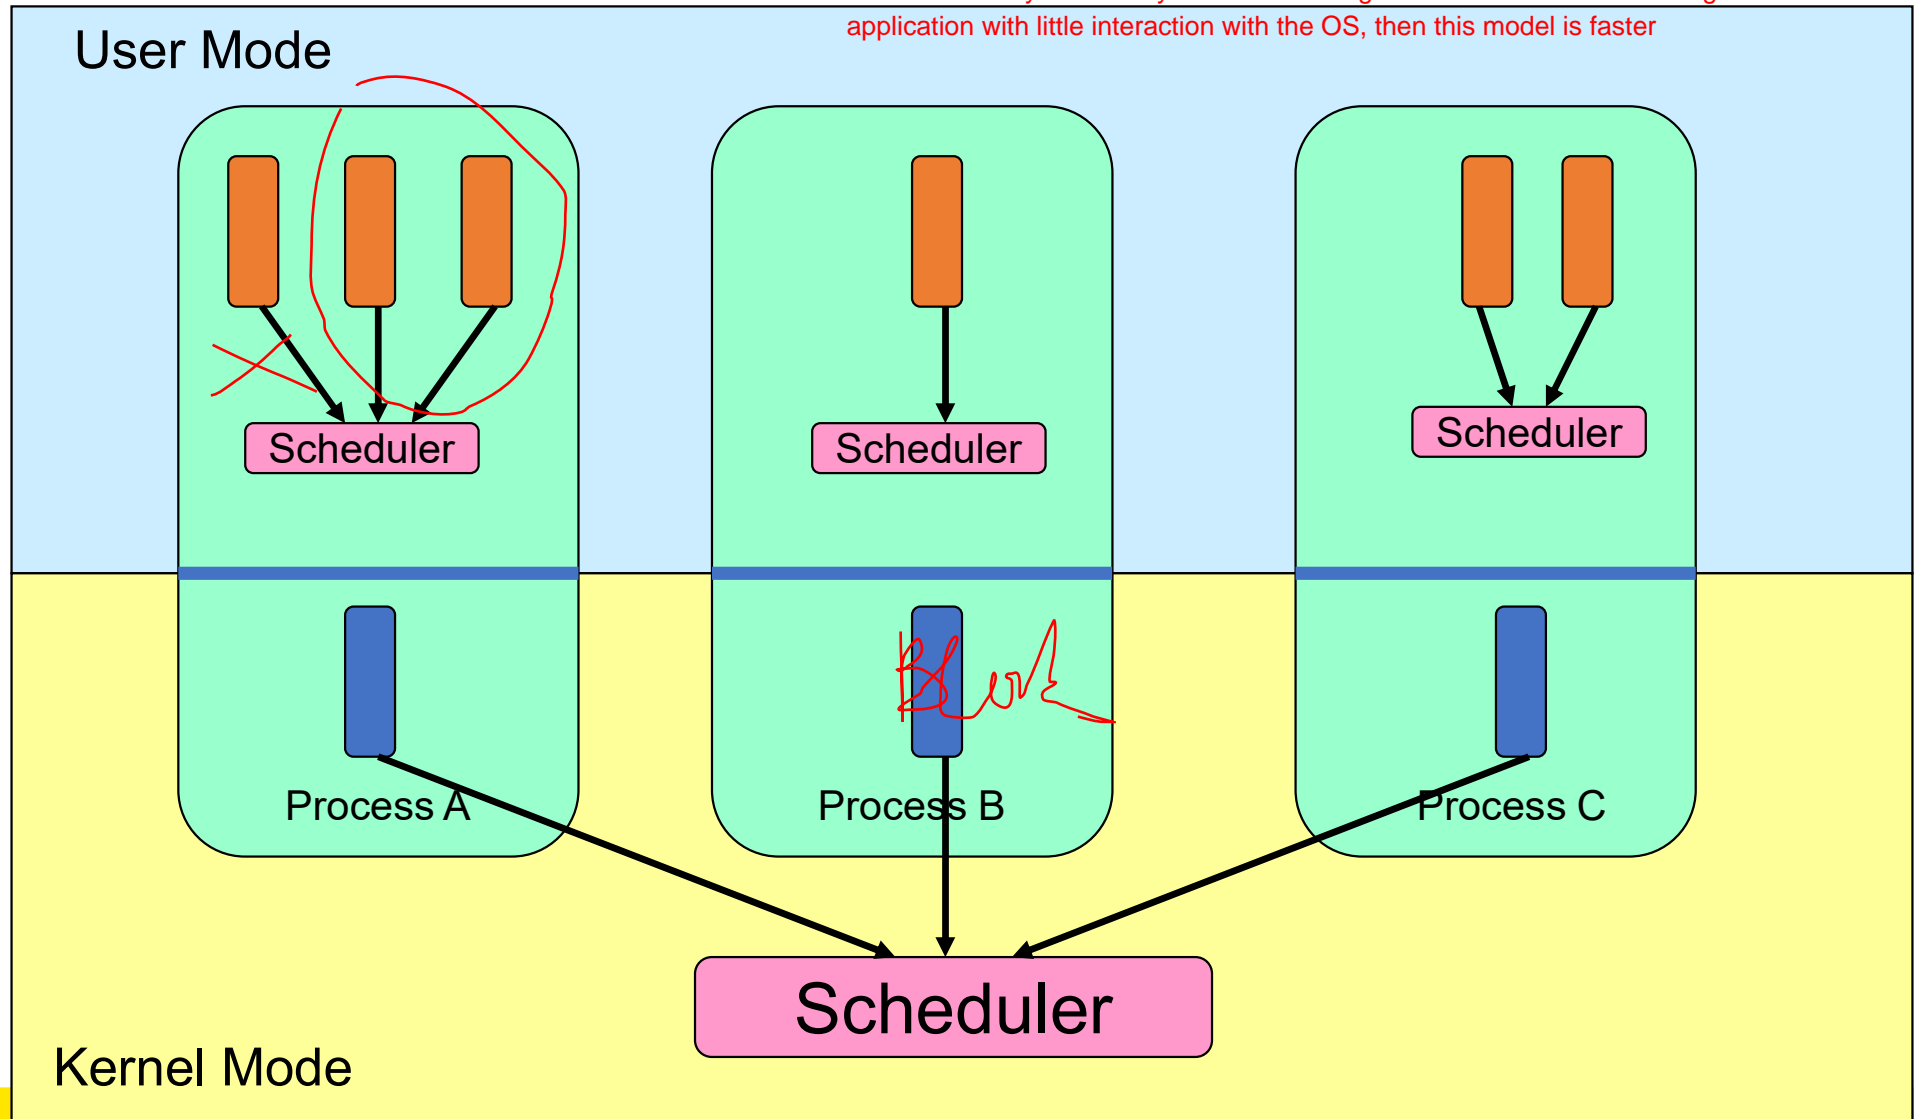 application with little interaction with the OS, then this model is faster
User Mode
Scheduler
Scheduler
Scheduler
Block
Process A
Process B
Process C
Scheduler
Kernel Mode